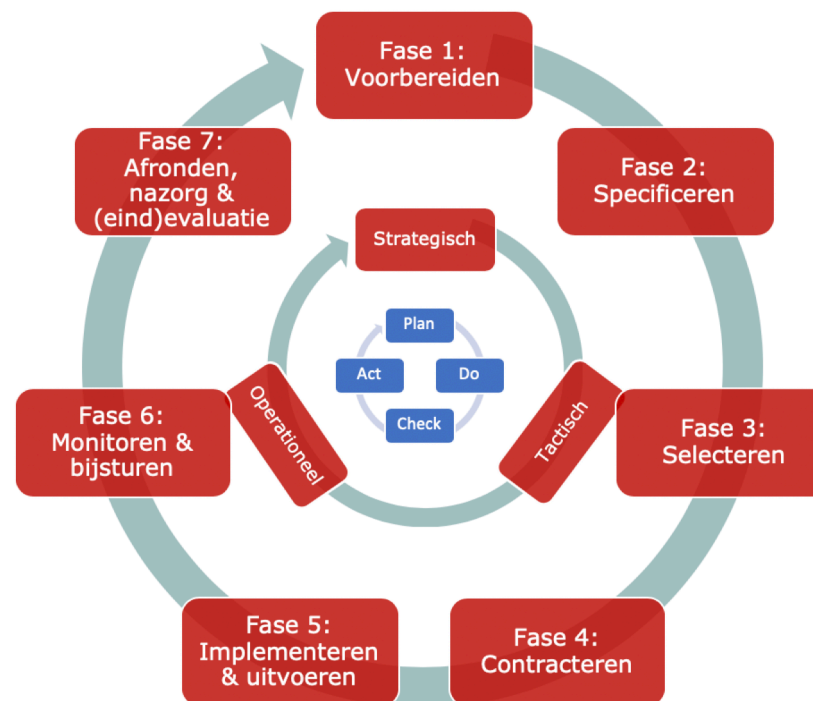 Fase 1:
Voorbereiden
Fase 2:
Specificeren
Fase 3:
Selecteren
Fase 4:
Contracteren
Fase 5:
Implementeren
& uitvoeren
Fase 6:
Monitoren &
bijsturen
Fase 7:
Afronden,
nazorg &
(eind)evaluatie
Strategisch
Tactisch
Operationeel
Plan
Do
Check
Act